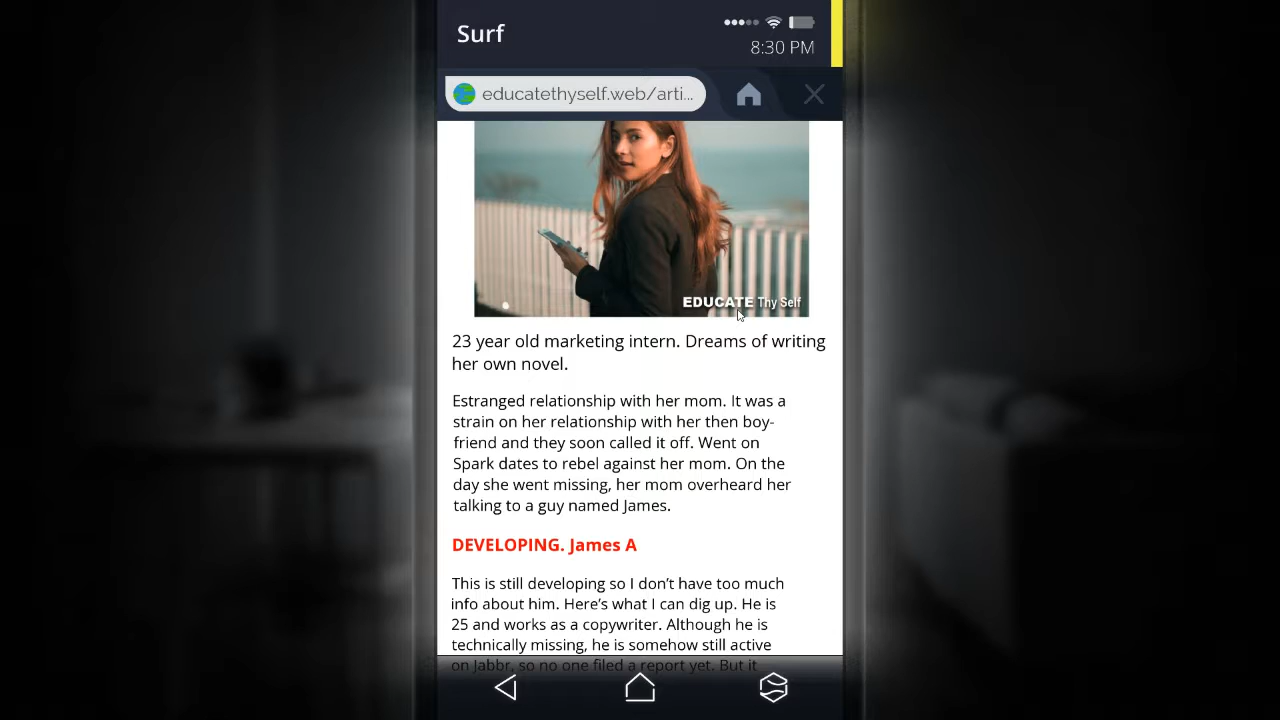 Surf
8:30 PM
educatethyself.web/arti...
EDUCATE Thy Self
23 year old marketing intern. Dreams of writing
her own novel.
Estranged relationship with her mom. It was a
strain on her relationship with her then boy-
friend and they soon called it off. Went on
Spark dates to rebel against her mom. On the
day she went missing, her mom overheard her
talking to a guy named James.
DEVELOPING. James A
This is still developing so I don't have too much
info about him. Here's what I can dig up. He is
25 and works as a copywriter. Although he is
technically missing, he is somehow still active
on Jabbr, so no one filed a report yet. But it